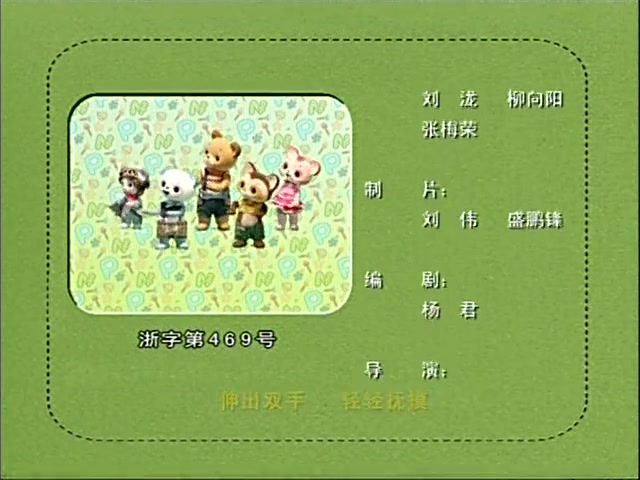 刘 泷 柳向阳
张梅荣
制 片：
刘 伟 盛鹏锋
编 剧：
杨 君
导 演：
浙字第469号
伸出双手 轻轻抚摸